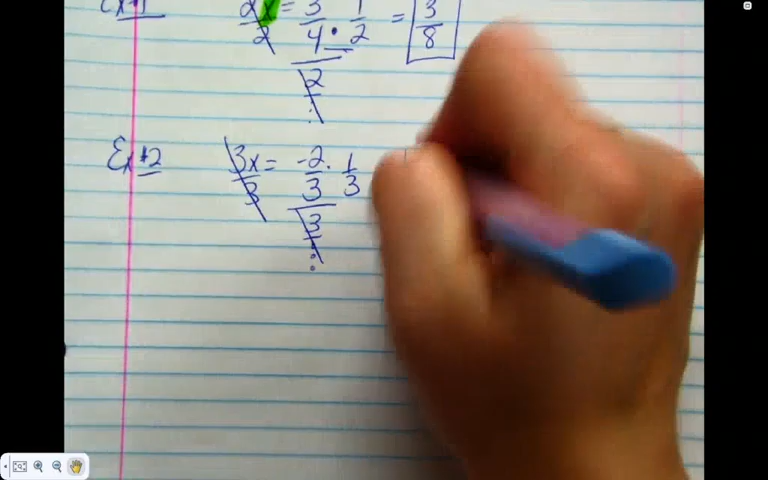 Ex#1 2x/2 = 3/4 · 1/2 = 3/8
2
Ex#2 3x/3 = -2/3 · 1/3
3